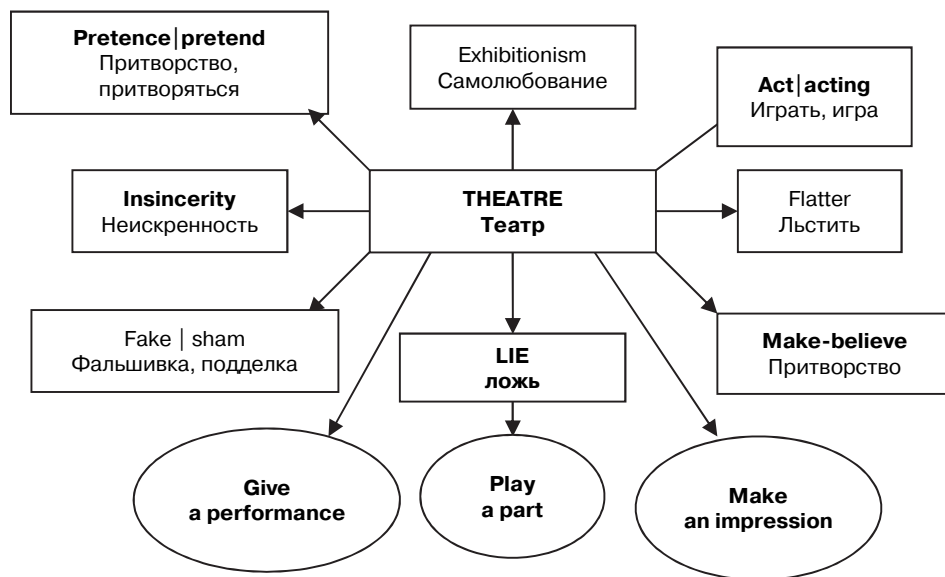 Pretence|pretend
Притворство,
притворяться
Exhibitionism
Самолюбование
Act|acting
Играть, игра
Insincerity
Неискренность
THEATRE
Театр
Flatter
Льстить
Fake | sham
Фальшивка, подделка
LIE
ложь
Make-believe
Притворство
Give
a performance
Play
a part
Make
an impression